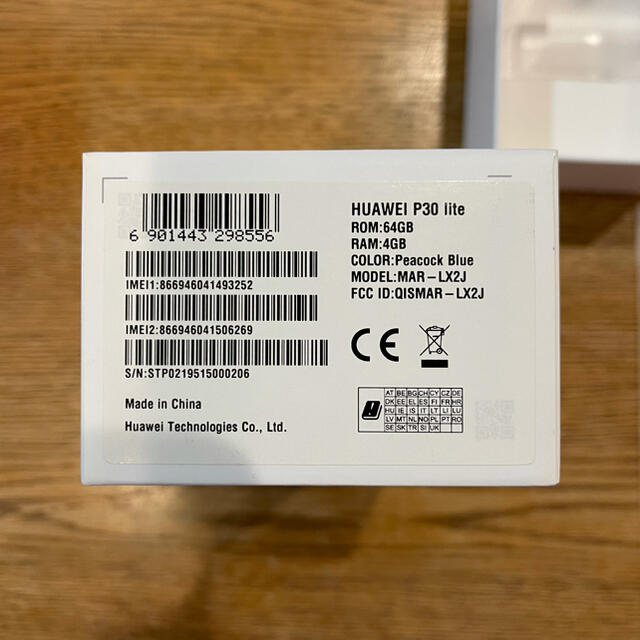 6 901443 298556
IMEI1:866946041493252
IMEI2:866946041506269
S/N:STP0219515000206
Made in China
Huawei Technologies Co., Ltd.
HUAWEI P30 lite
ROM:64GB
RAM:4GB
COLOR:Peacock Blue
MODEL:MAR-LX2J
FCC ID:QISMAR-LX2J
CE
AT BE BG CH CY CZ DE
DK EE EL ES FI FR HR
HU IE IS IT LT LI LU
LV MT NL NO PL PT RO
SE SK TR SI UK